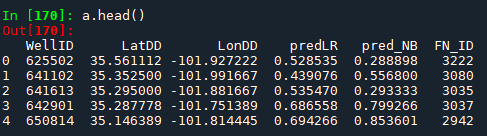 In [170]: a.head()
Out[170]:
   WellID      LatDD       LonDD    predLR   pred_NB  FN_ID
0  625502  35.561112 -101.927222  0.528535  0.288898   3222
1  641102  35.352500 -101.991667  0.439076  0.556800   3080
2  641613  35.295000 -101.881667  0.535470  0.293333   3035
3  642901  35.287778 -101.751389  0.686558  0.799266   3037
4  650814  35.146389 -101.814445  0.694266  0.853601   2942